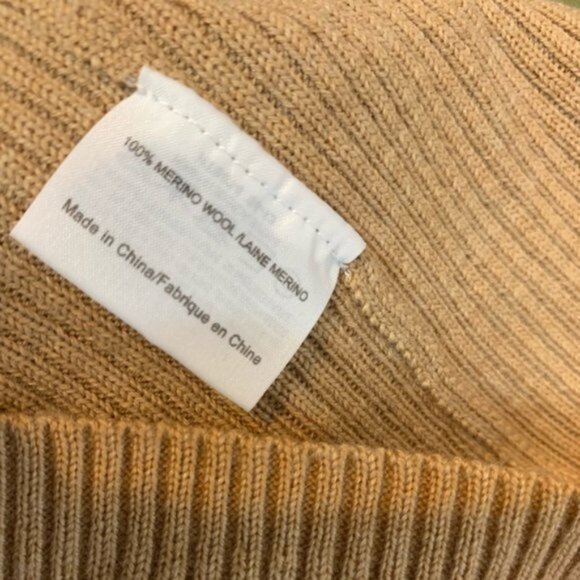 100% MERINO WOOL /LAINE MERINO
Made in China/Fabrique en Chine